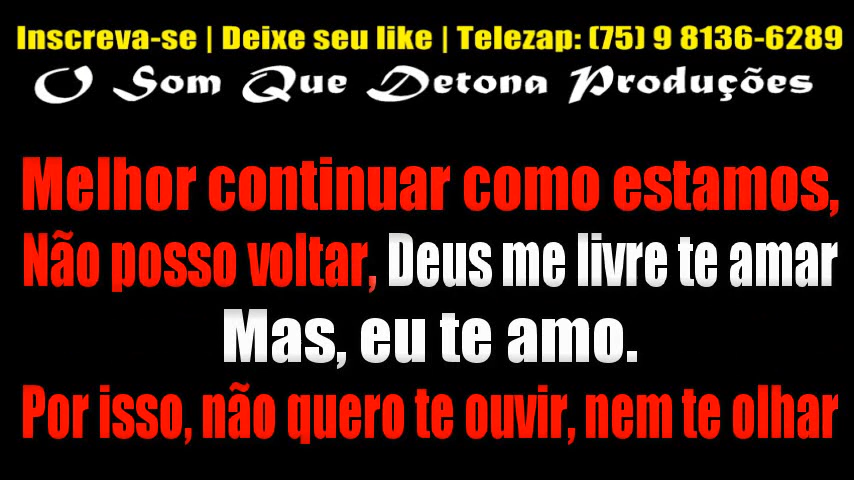 Inscreva-se | Deixe seu like | Telezap: (75) 9 8136-6289
O Som Que Detona Produções
Melhor continuar como estamos,
Não posso voltar, Deus me livre te amar
Mas, eu te amo.
Por isso, não quero te ouvir, nem te olhar